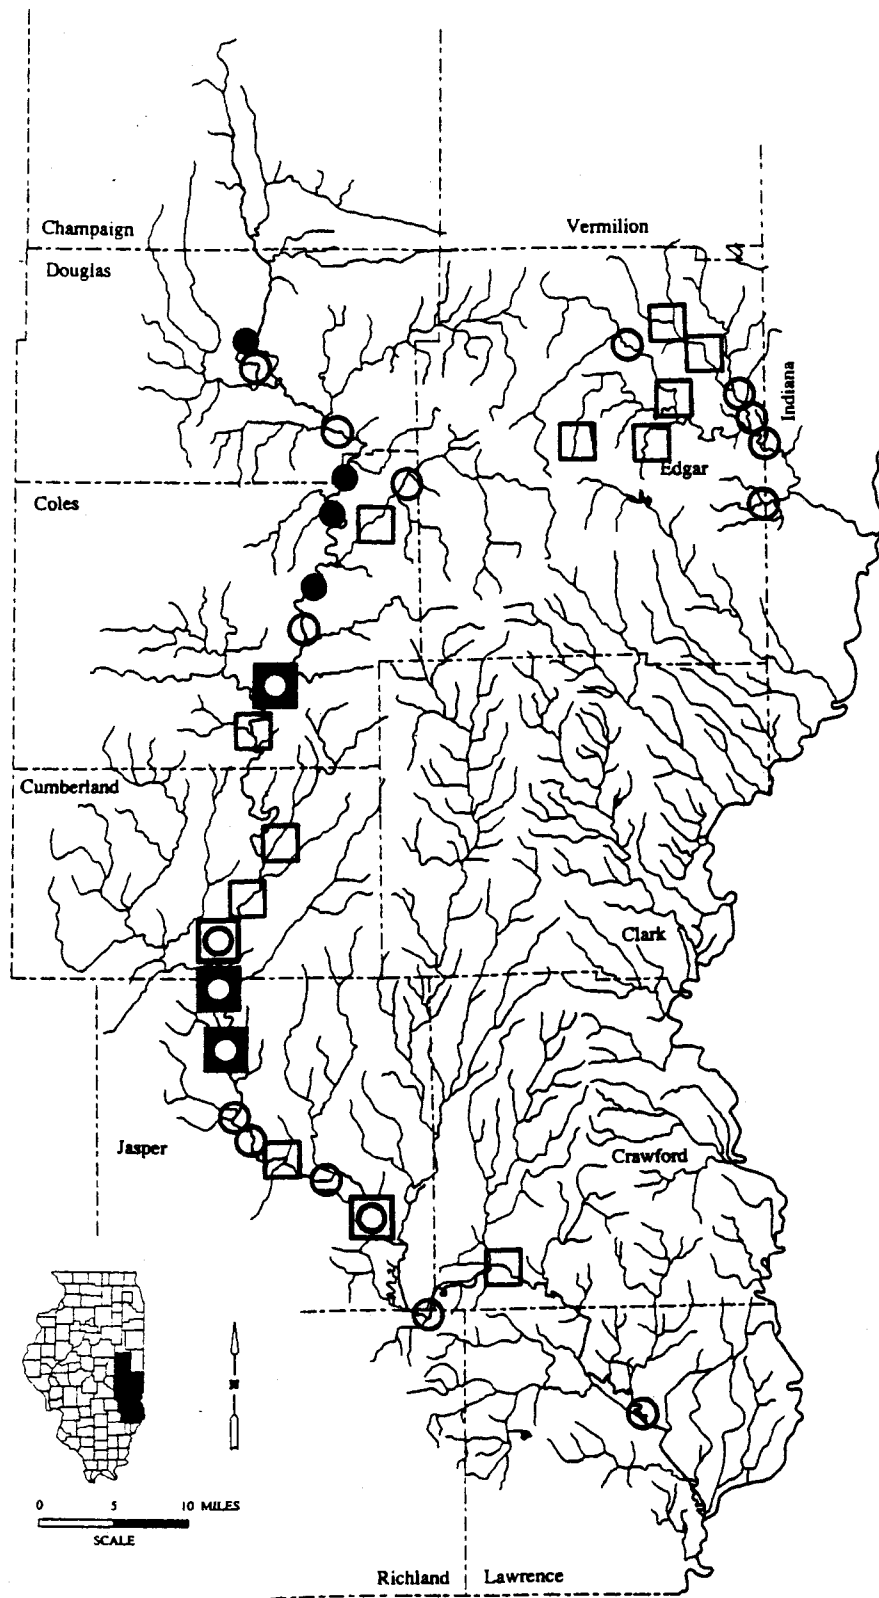 Champaign
Vermilion
Douglas
Indiana
Edgar
Coles
Cumberland
Clark
Jasper
Crawford
0 5 10 MILES
SCALE
Richland
Lawrence